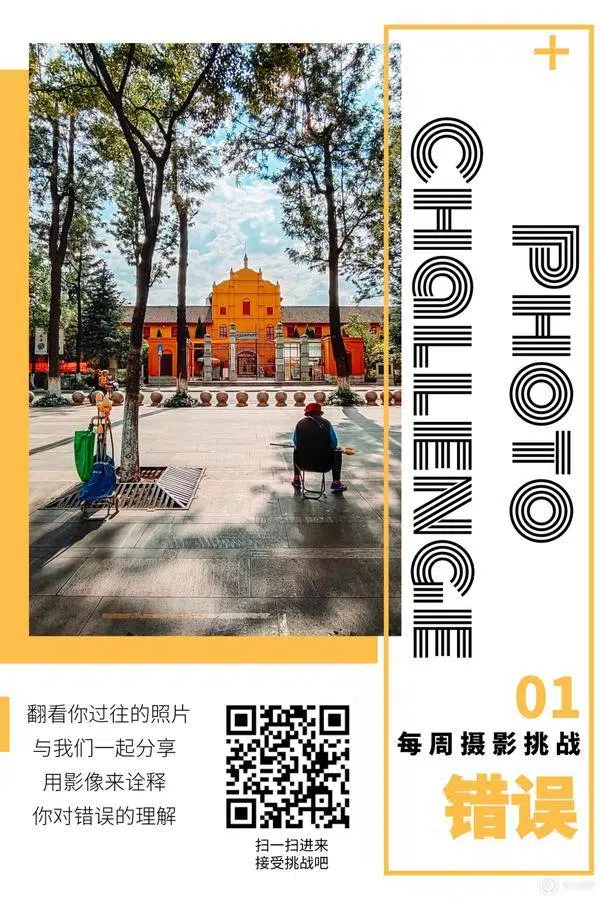 PHOTO
CHALLENGE
01
每周摄影挑战
错误
翻看你过往的照片
与我们一起分享
用影像来诠释
你对错误的理解
扫一扫进来
接受挑战吧